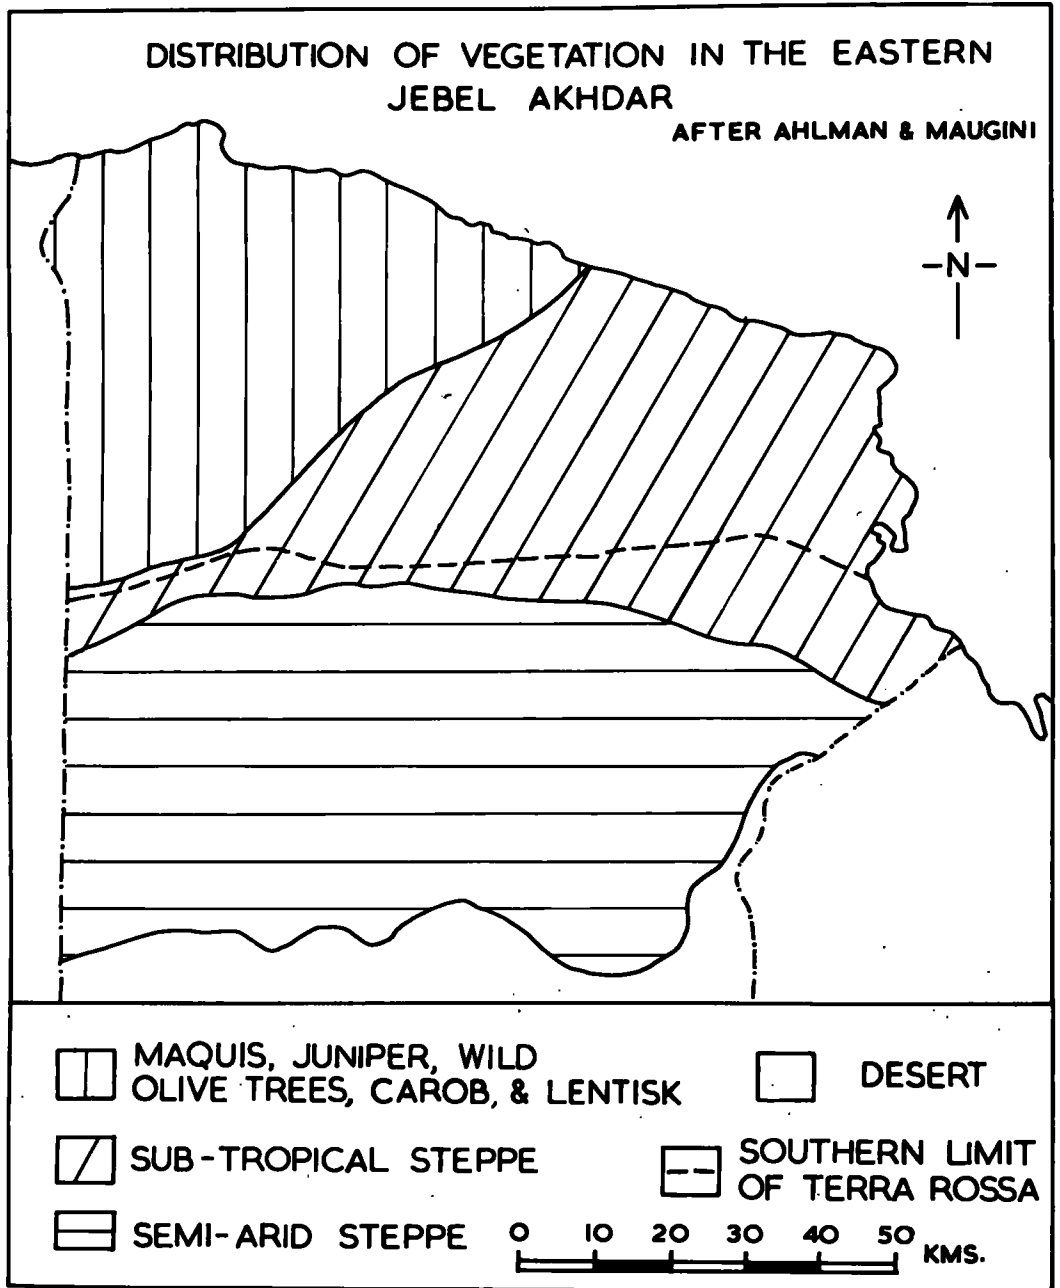 DISTRIBUTION OF VEGETATION IN THE EASTERN
JEBEL AKHDAR
AFTER AHLMAN & MAUGINI
-N-
MAQUIS, JUNIPER, WILD
OLIVE TREES, CAROB, & LENTISK
DESERT
SUB-TROPICAL STEPPE
SOUTHERN LIMIT
OF TERRA ROSSA
SEMI-ARID STEPPE
0 10 20 30 40 50
KMS.